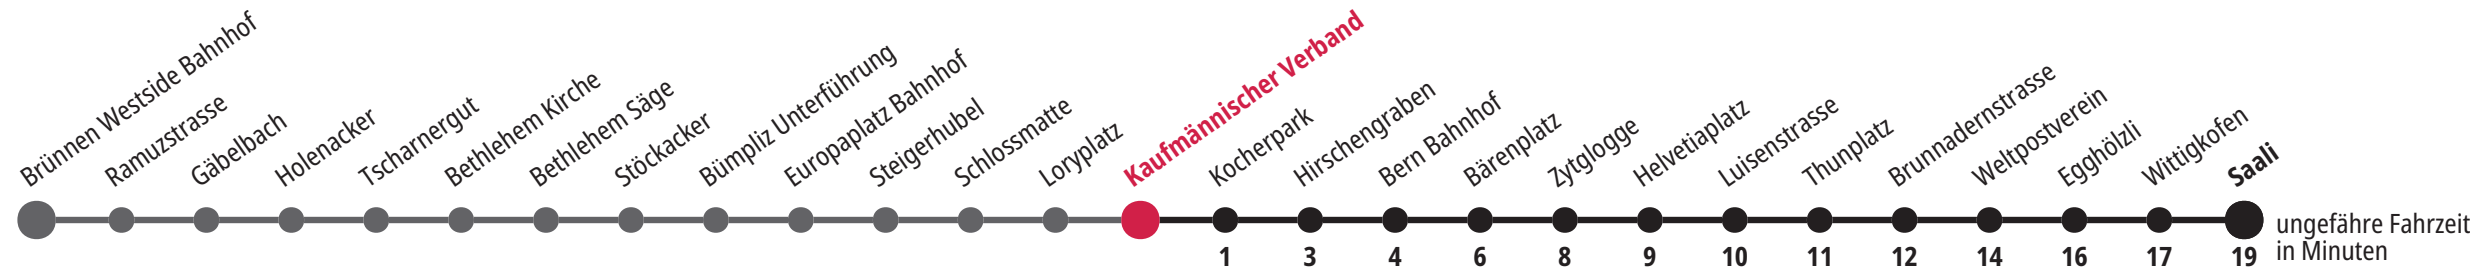 Brünnen Westside Bahnhof
Ramuzstrasse
Gäbelbach
Holenacker
Tscharnergut
Bethlehem Kirche
Bethlehem Säge
Stöckacker
Bümpliz Unterführung
Europaplatz Bahnhof
Steigerhubel
Schlossmatte
Loryplatz
Kaufmännischer Verband
Kocherpark
Hirschengraben
Bern Bahnhof
Bärenplatz
Zytglogge
Helvetiaplatz
Luisenstrasse
Thunplatz
Brunnadernstrasse
Weltpostverein
Egghölzli
Wittigkofen
Saali
1 3 4 6 8 9 10 11 12 14 16 17 19
ungefähre Fahrzeit
in Minuten